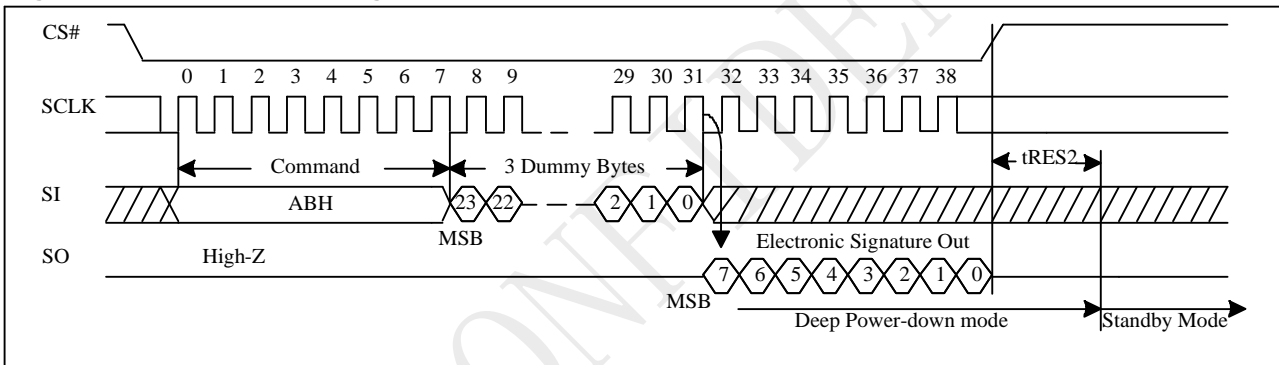 CS#
0 1 2 3 4 5 6 7 8 9 29 30 31 32 33 34 35 36 37 38
SCLK
Command 3 Dummy Bytes tRES2
SI ABH 23 22 2 1 0
MSB
SO High-Z Electronic Signature Out
7 6 5 4 3 2 1 0
MSB
Deep Power-down mode Standby Mode